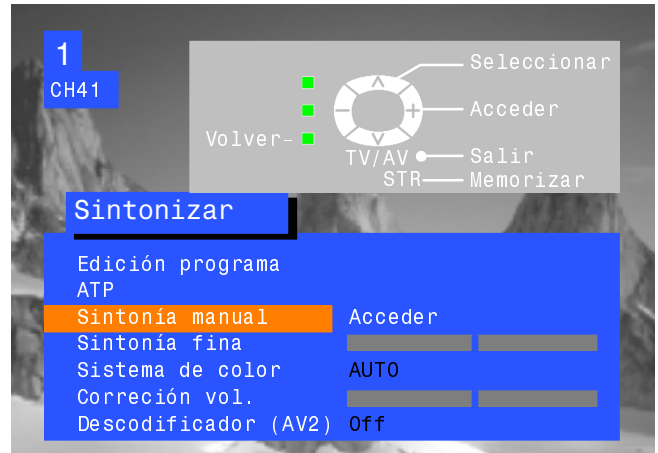 1
CH41
Seleccionar
Acceder
Volver
TV/AV Salir
STR Memorizar
Sintonizar
Edición programa
ATP
Sintonía manual Acceder
Sintonía fina
Sistema de color AUTO
Correción vol.
Descodificador (AV2) Off